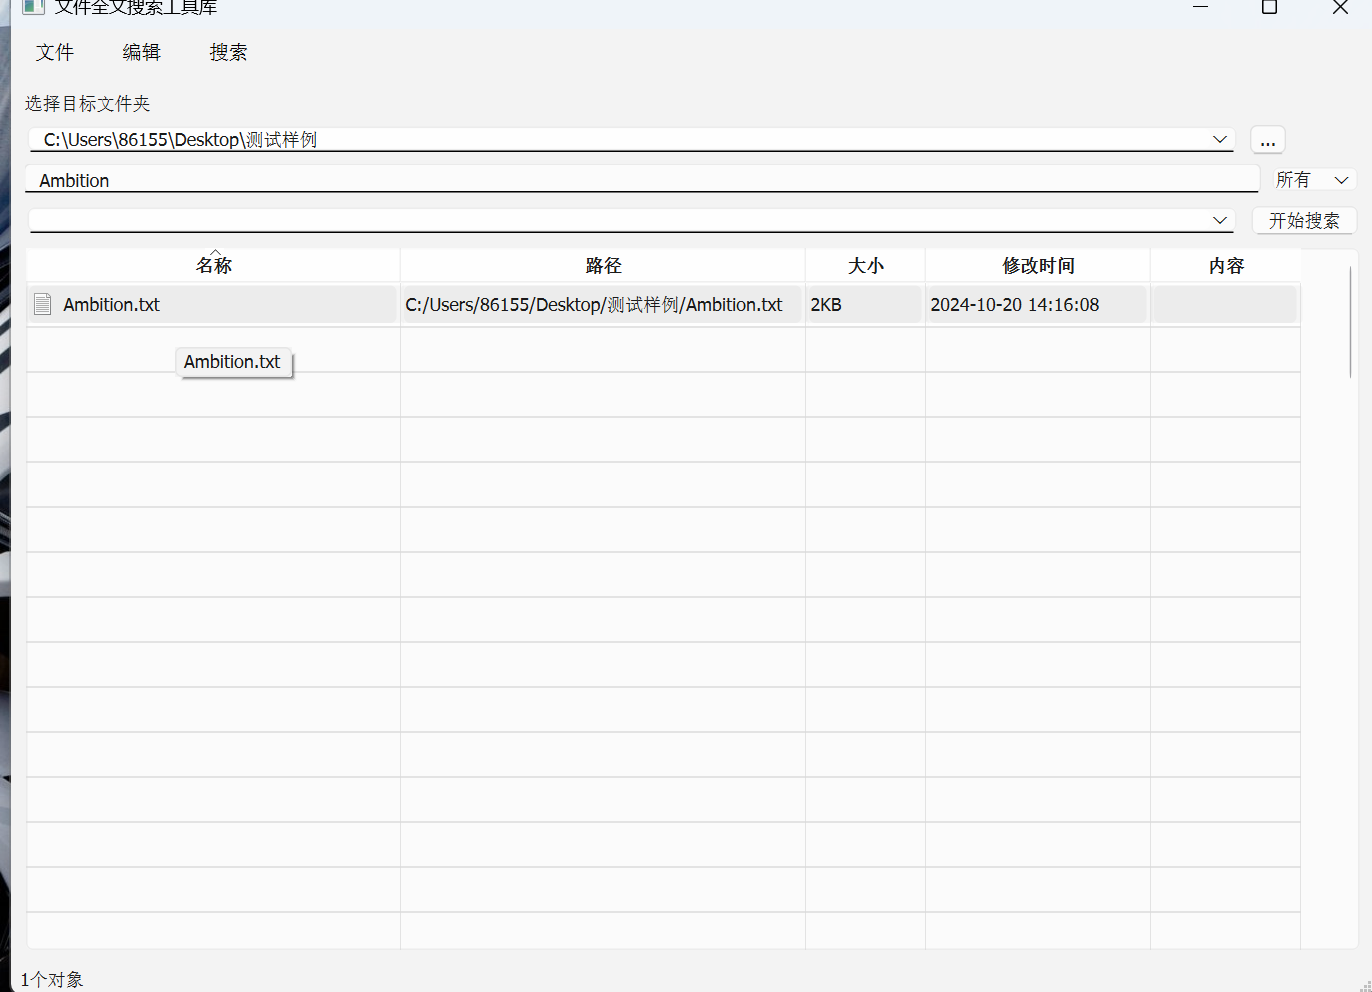 文件全文搜索工具库
文件 编辑 搜索
选择目标文件夹
C:\Users\86155\Desktop\测试样例 ...
Ambition 所有
开始搜索
名称 路径 大小 修改时间 内容
Ambition.txt C:/Users/86155/Desktop/测试样例/Ambition.txt 2KB 2024-10-20 14:16:08
Ambition.txt
1个对象